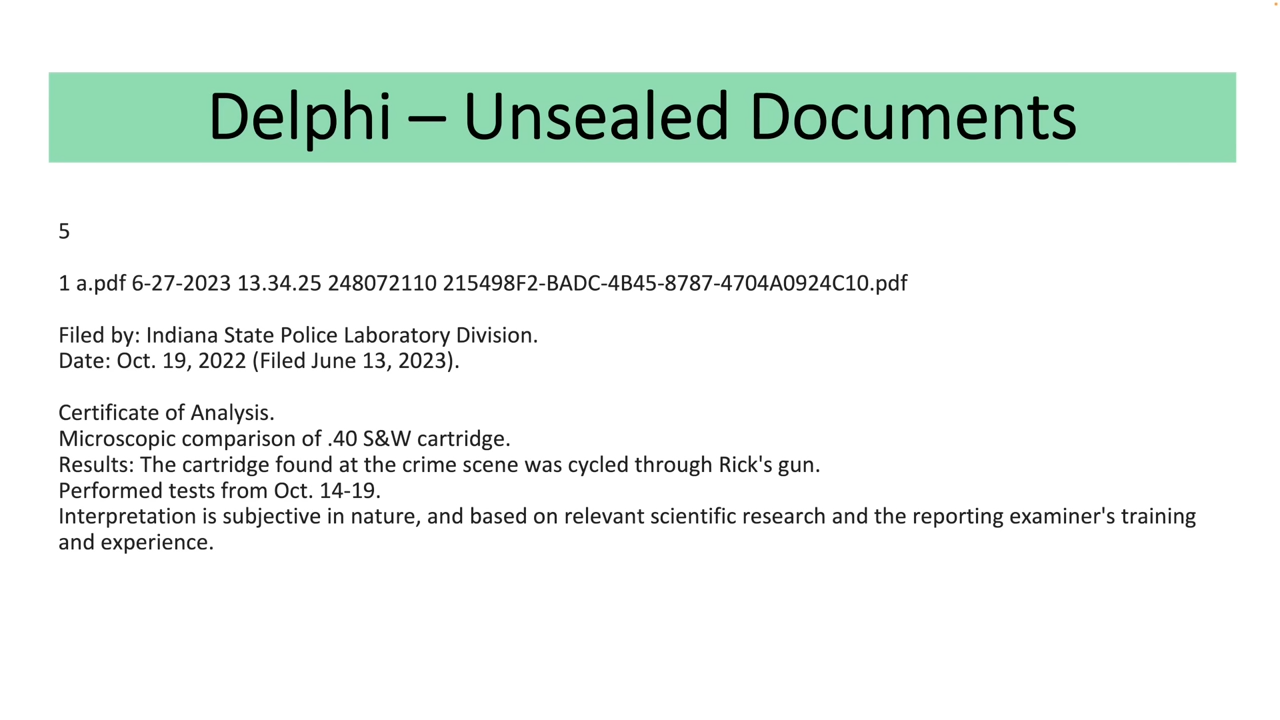 Delphi – Unsealed Documents
5
1 a.pdf 6-27-2023 13.34.25 248072110 215498F2-BADC-4B45-8787-4704A0924C10.pdf
Filed by: Indiana State Police Laboratory Division.
Date: Oct. 19, 2022 (Filed June 13, 2023).
Certificate of Analysis.
Microscopic comparison of .40 S&W cartridge.
Results: The cartridge found at the crime scene was cycled through Rick's gun.
Performed tests from Oct. 14-19.
Interpretation is subjective in nature, and based on relevant scientific research and the reporting examiner's training
and experience.